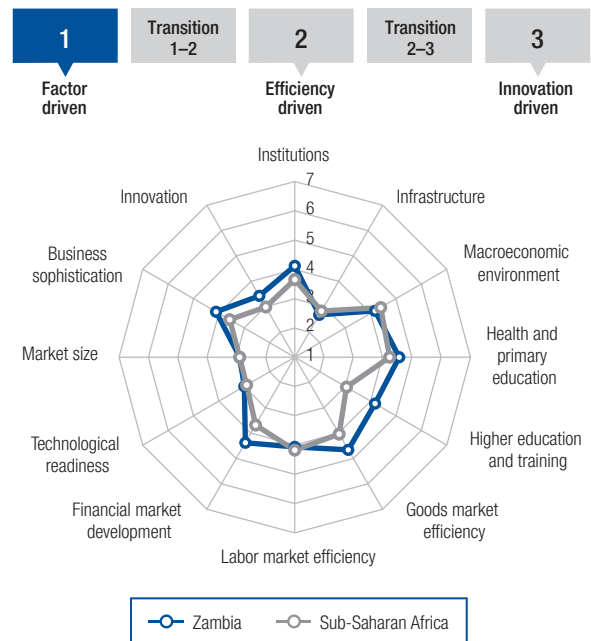 1
Transition
1–2
2
Transition
2–3
3
Factor
driven
Efficiency
driven
Innovation
driven
Institutions
Infrastructure
Macroeconomic
environment
Health and
primary
education
Higher education
and training
Goods market
efficiency
Labor market efficiency
Financial market
development
Technological
readiness
Market size
Business
sophistication
Innovation
7
6
5
4
3
2
1
Zambia
Sub-Saharan Africa